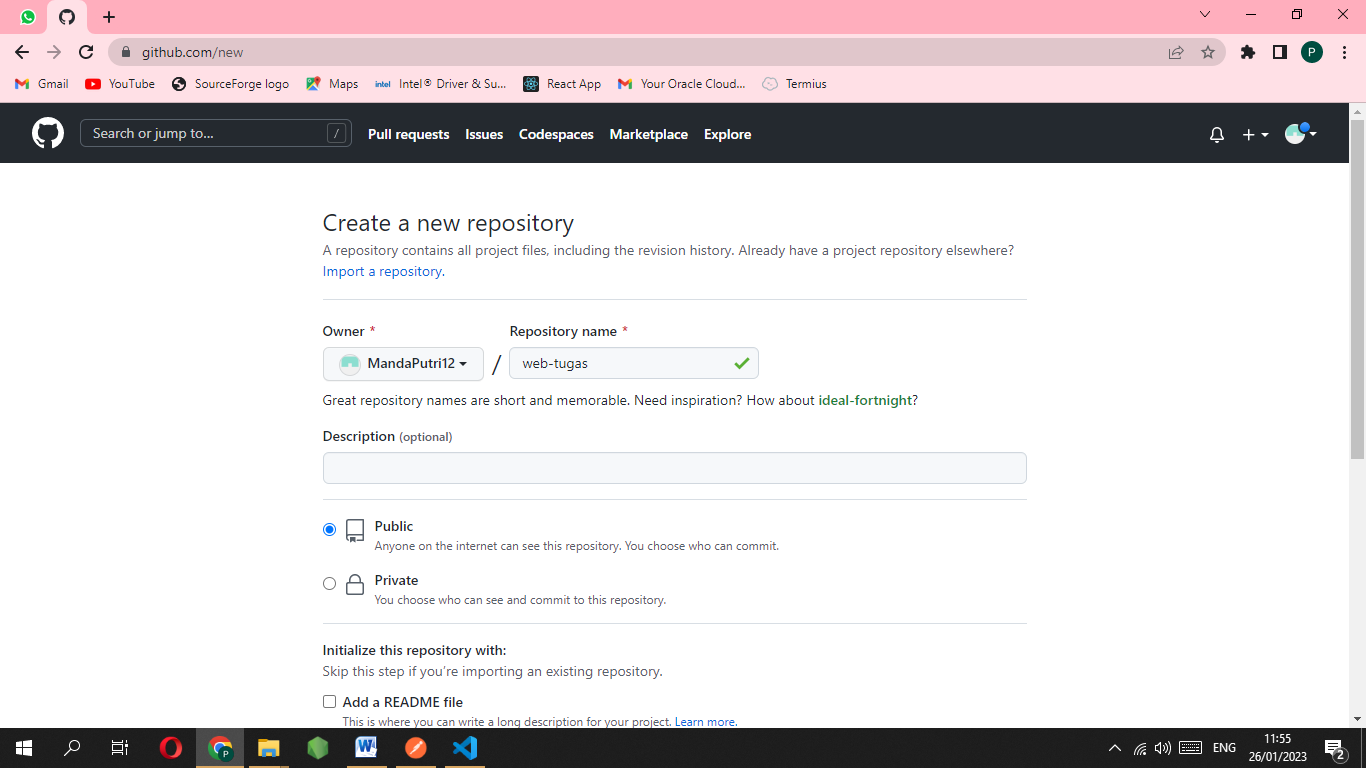 github.com/new
P
Gmail YouTube SourceForge logo Maps intel Intel® Driver & Su... React App Your Oracle Cloud... Termius
Search or jump to... / Pull requests Issues Codespaces Marketplace Explore
Create a new repository
A repository contains all project files, including the revision history. Already have a project repository elsewhere?
Import a repository.
Owner * Repository name *
MandaPutri12 / web-tugas
Great repository names are short and memorable. Need inspiration? How about ideal-fortnight?
Description (optional)
Public
Anyone on the internet can see this repository. You choose who can commit.
Private
You choose who can see and commit to this repository.
Initialize this repository with:
Skip this step if you're importing an existing repository.
Add a README file
This is where you can write a long description for your project. Learn more.
P W ENG 11:55
26/01/2023 2